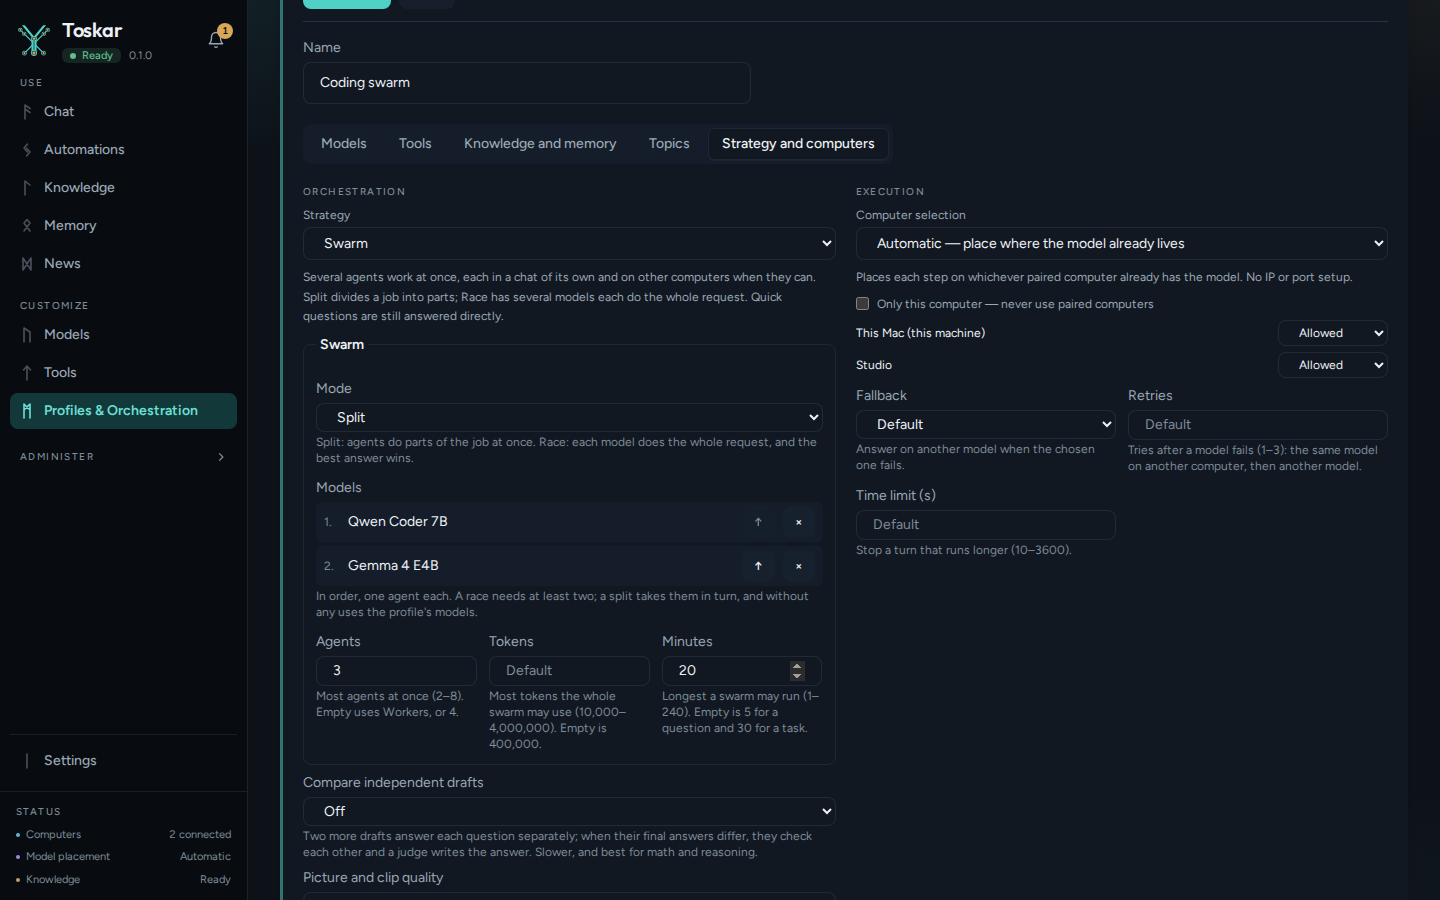 Toskar
1
Ready 0.1.0
USE
Chat
Automations
Knowledge
Memory
News
CUSTOMIZE
Models
Tools
Profiles & Orchestration
ADMINISTER
Settings
STATUS
Computers 2 connected
Model placement Automatic
Knowledge Ready
Name
Coding swarm
Models Tools Knowledge and memory Topics Strategy and computers
ORCHESTRATION
Strategy
Swarm
Several agents work at once, each in a chat of its own and on other computers when they can.
Split divides a job into parts; Race has several models each do the whole request. Quick
questions are still answered directly.
Swarm
Mode
Split
Split: agents do parts of the job at once. Race: each model does the whole request, and the
best answer wins.
Models
1. Qwen Coder 7B ↑ ×
2. Gemma 4 E4B ↑ ×
In order, one agent each. A race needs at least two; a split takes them in turn, and without
any uses the profile's models.
Agents
3
Most agents at once (2–8).
Empty uses Workers, or 4.
Tokens
Default
Most tokens the whole
swarm may use (10,000–
4,000,000). Empty is
400,000.
Minutes
20
Longest a swarm may run (1–
240). Empty is 5 for a
question and 30 for a task.
Compare independent drafts
Off
Two more drafts answer each question separately; when their final answers differ, they check
each other and a judge writes the answer. Slower, and best for math and reasoning.
Picture and clip quality
EXECUTION
Computer selection
Automatic — place where the model already lives
Places each step on whichever paired computer already has the model. No IP or port setup.
Only this computer — never use paired computers
This Mac (this machine) Allowed
Studio Allowed
Fallback
Default
Answer on another model when the chosen
one fails.
Retries
Default
Tries after a model fails (1–3): the same model
on another computer, then another model.
Time limit (s)
Default
Stop a turn that runs longer (10–3600).